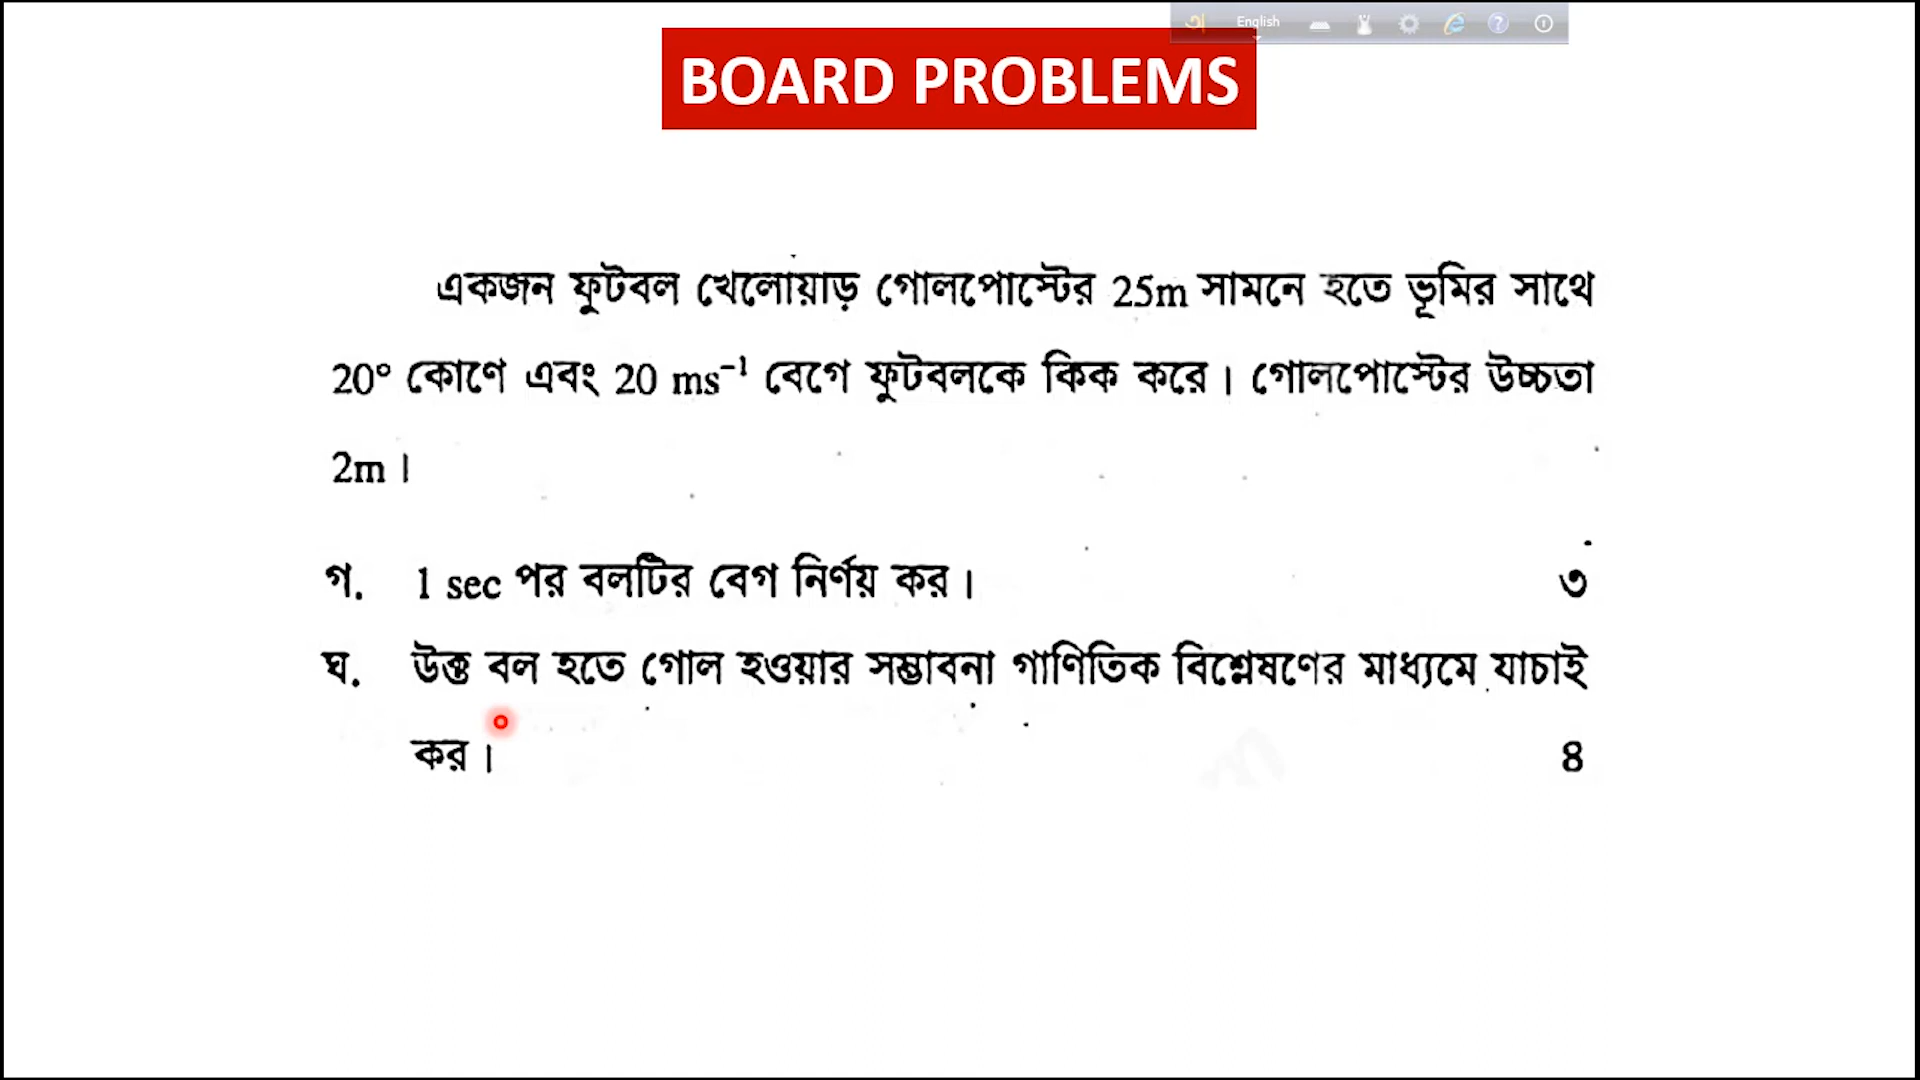 অ English
BOARD PROBLEMS
একজন ফুটবল খেলোয়াড় গোলপোস্টের 25m সামনে হতে ভূমির সাথে
20° কোণে এবং 20 ms⁻¹ বেগে ফুটবলকে কিক করে। গোলপোস্টের উচ্চতা
2m।
গ. 1 sec পর বলটির বেগ নির্ণয় কর। ৩
ঘ. উক্ত বল হতে গোল হওয়ার সম্ভাবনা গাণিতিক বিশ্লেষণের মাধ্যমে যাচাই
কর। ৪